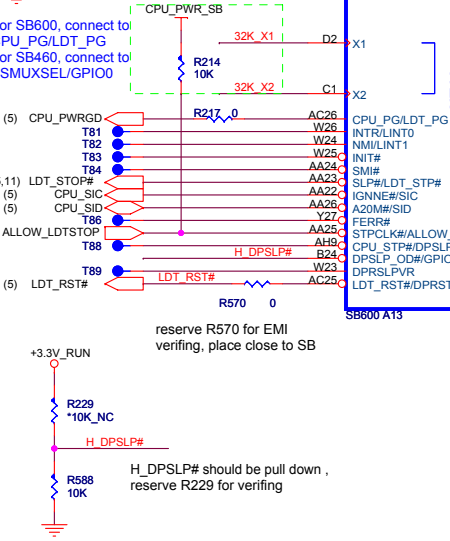 or SB600, connect to
PU_PG/LDT_PG
or SB460, connect to
SMUXSEL/GPIO0
CPU_PWR_SB
R214
10K
32K_X1
D2
X1
32K_X2
C1
X2
(5) CPU_PWRGD
R217 0
AC26
CPU_PG/LDT_PG
T81
W26
INTR/LINT0
T82
W24
NMI/LINT1
T83
W25
INIT#
T84
AA24
SMI#
,11) LDT_STOP#
AA23
SLP#/LDT_STP#
(5) CPU_SIC
AA22
IGNNE#/SIC
(5) CPU_SID
AA26
A20M#/SID
T86
Y27
FERR#
ALLOW_LDTSTOP
AA25
STPCLK#/ALLOW_
T88
AH9
CPU_STP#/DPSLP
H_DPSLP#
B24
DPSLP_OD#/GPIO
T89
W23
DPRSLPVR
(5) LDT_RST#
LDT_RST#
AC25
LDT_RST#/DPRST
R570 0
SB600 A13
reserve R570 for EMI
verifing, place close to SB
+3.3V_RUN
R229
*10K_NC
H_DPSLP#
R588
10K
H_DPSLP# should be pull down ,
reserve R229 for verifing